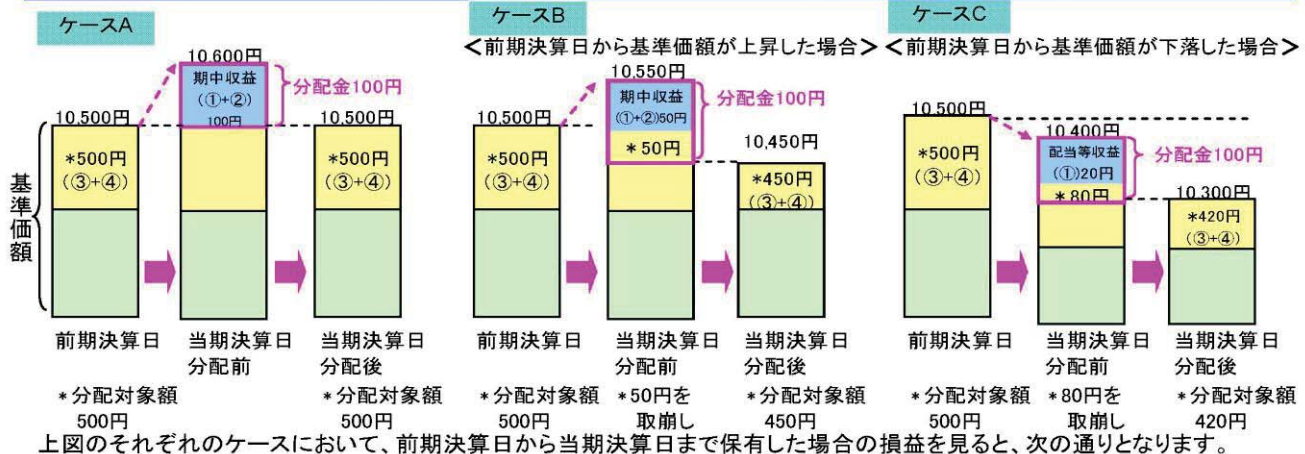 ケースA
10,600円
期中収益
(①+②)
100円
分配金100円
10,500円
10,500円
*500円
(③+④)
*500円
(③+④)
基準価額
前期決算日
当期決算日
分配前
当期決算日
分配後
*分配対象額
500円
*分配対象額
500円
ケースB
<前期決算日から基準価額が上昇した場合>
10,550円
期中収益
(①+②)50円
*50円
分配金100円
10,500円
10,450円
*500円
(③+④)
*450円
(③+④)
前期決算日
当期決算日
分配前
当期決算日
分配後
*分配対象額
500円
*50円を
取崩し
*分配対象額
450円
ケースC
<前期決算日から基準価額が下落した場合>
10,500円
10,400円
配当等収益
(①)20円
*80円
分配金100円
10,300円
*500円
(③+④)
*420円
(③+④)
前期決算日
当期決算日
分配前
当期決算日
分配後
*分配対象額
500円
*80円を
取崩し
*分配対象額
420円
上図のそれぞれのケースにおいて、前期決算日から当期決算日まで保有した場合の損益を見ると、次の通りとなります。